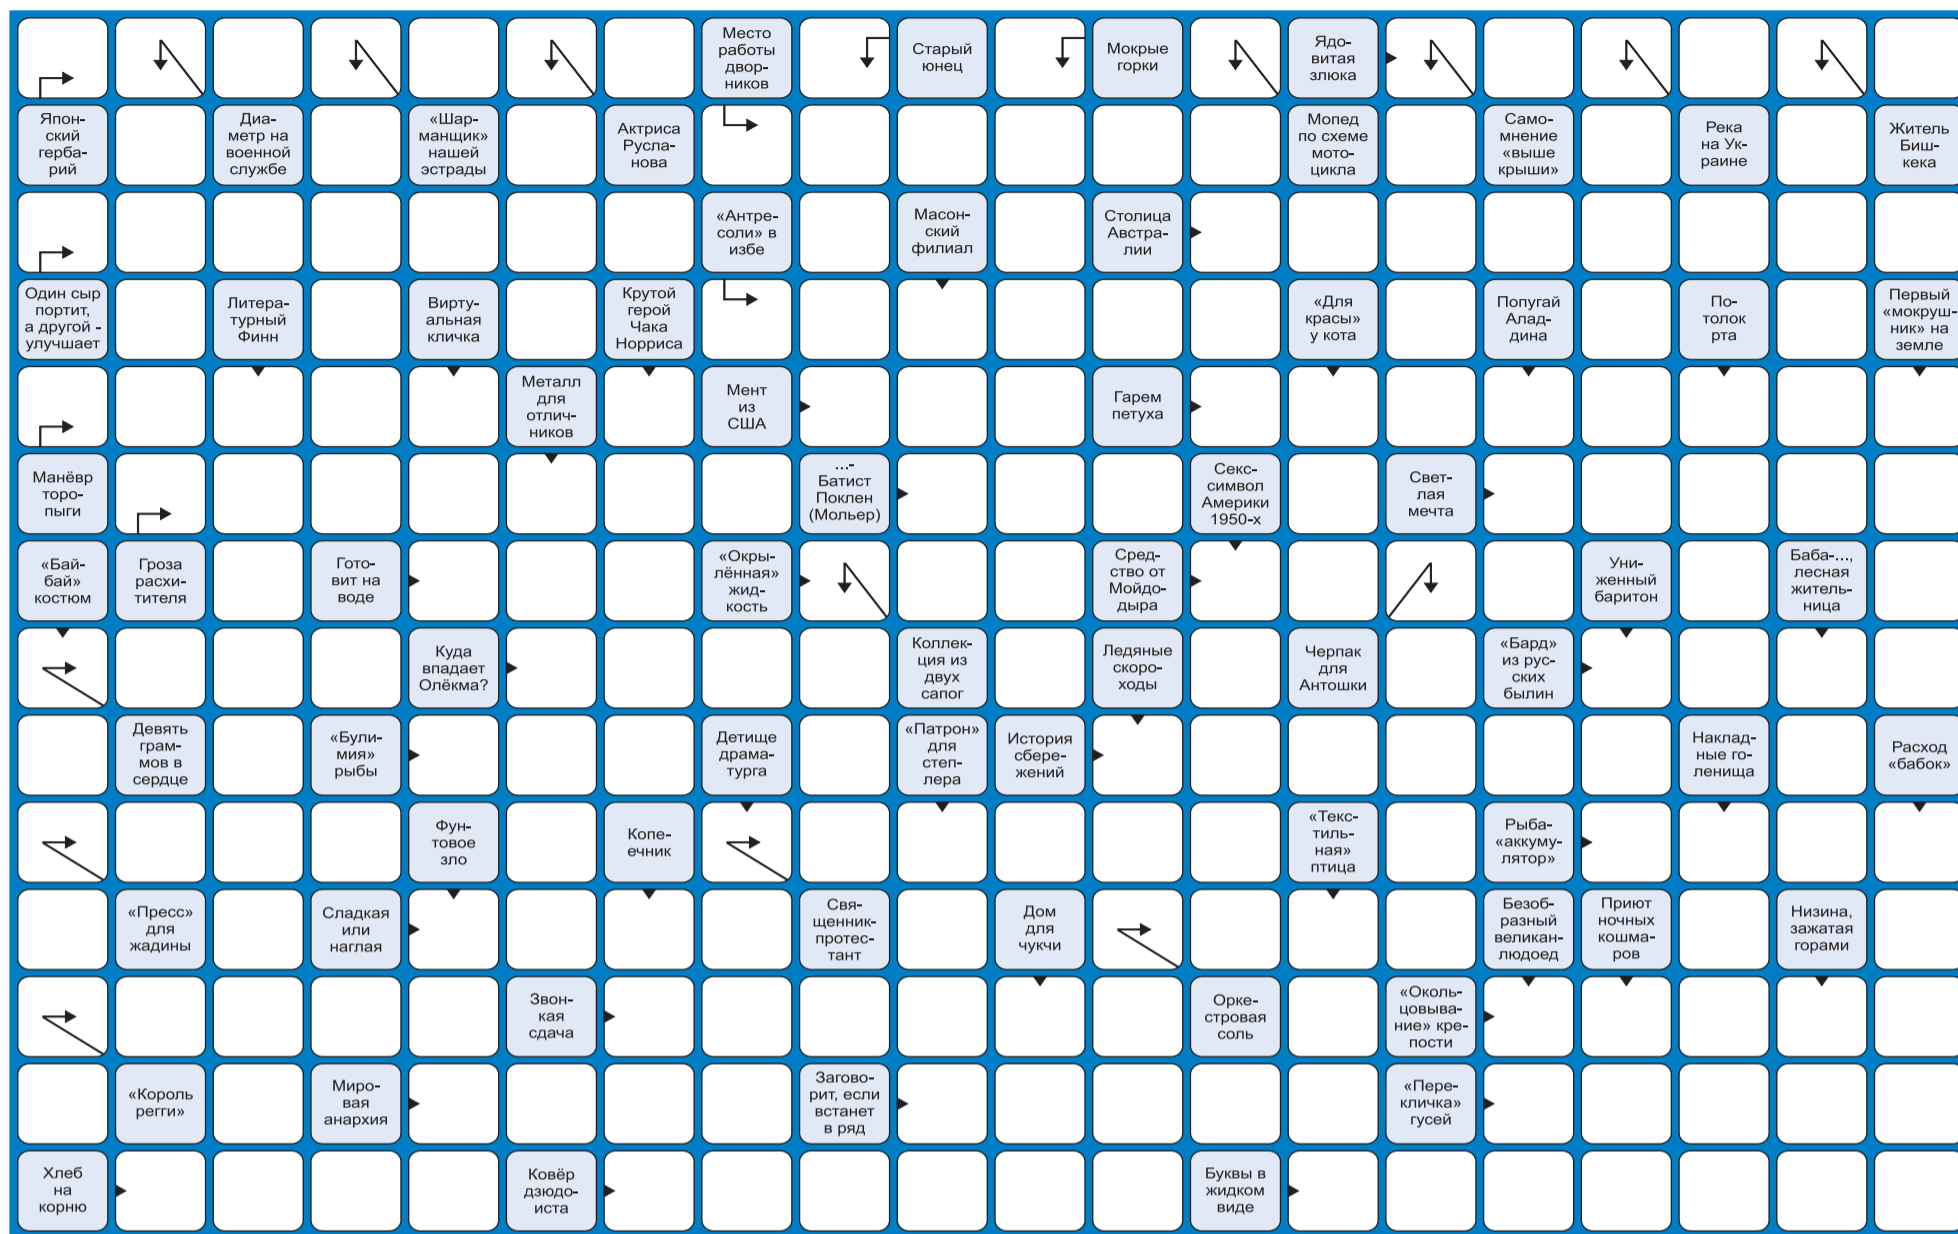 Место
работы
двор-
ников
Старый
юнец
Мокрые
горки
Ядо-
витая
злюка
Япон-
ский
герба-
рий
Диа-
метр на
военной
службе
«Шар-
манщик»
нашей
эстрады
Актриса
Русла-
нова
Мопед
по схеме
мото-
цикла
Само-
мнение
«выше
крыши»
Река
на Ук-
раине
Житель
Биш-
кека
«Антре-
соли» в
избе
Масон-
ский
филиал
Столица
Австра-
лии
Один сыр
портит,
а другой -
улучшает
Литера-
турный
Финн
Вирту-
альная
кличка
Крутой
герой
Чака
Норриса
«Для
красы»
у кота
Попугай
Алад-
дина
По-
толок
рта
Первый
«мокруш-
ник» на
земле
Металл
для
отлич-
ников
Мент
из
США
Гарем
петуха
Манёвр
торо-
пыги
...-
Батист
Поклен
(Мольер)
Секс-
символ
Америки
1950-х
Свет-
лая
мечта
«Бай-
бай»
костюм
Гроза
расхи-
тителя
Гото-
вит на
воде
«Окры-
лённая»
жид-
кость
Сред-
ство от
Мойдо-
дыра
Уни-
женный
баритон
Баба-...,
лесная
житель-
ница
Куда
впадает
Олёкма?
Коллек-
ция из
двух
сапог
Ледяные
скоро-
ходы
Черпак
для
Антошки
«Бард»
из рус-
ских
былин
Девять
грам-
мов в
сердце
«Були-
мия»
рыбы
Детище
драма-
турга
«Патрон»
для
степ-
лера
История
сбере-
жений
Наклад-
ные го-
ленища
Расход
«бабок»
Фун-
товое
зло
Копе-
ечник
«Текс-
тиль-
ная»
птица
Рыба-
«аккуму-
лятор»
«Пресс»
для
жадины
Сладкая
или
наглая
Свя-
щенник-
протес-
тант
Дом
для
чукчи
Безоб-
разный
великан-
людоед
Приют
ночных
кошма-
ров
Низина,
зажатая
горами
Звон-
кая
сдача
Орке-
стровая
соль
«Околь-
цовыва-
ние» кре-
пости
«Король
регги»
Миро-
вая
анархия
Загово-
рит, если
встанет
в ряд
«Пере-
кличка»
гусей
Хлеб
на
корню
Ковёр
дзюдо-
иста
Буквы в
жидком
виде